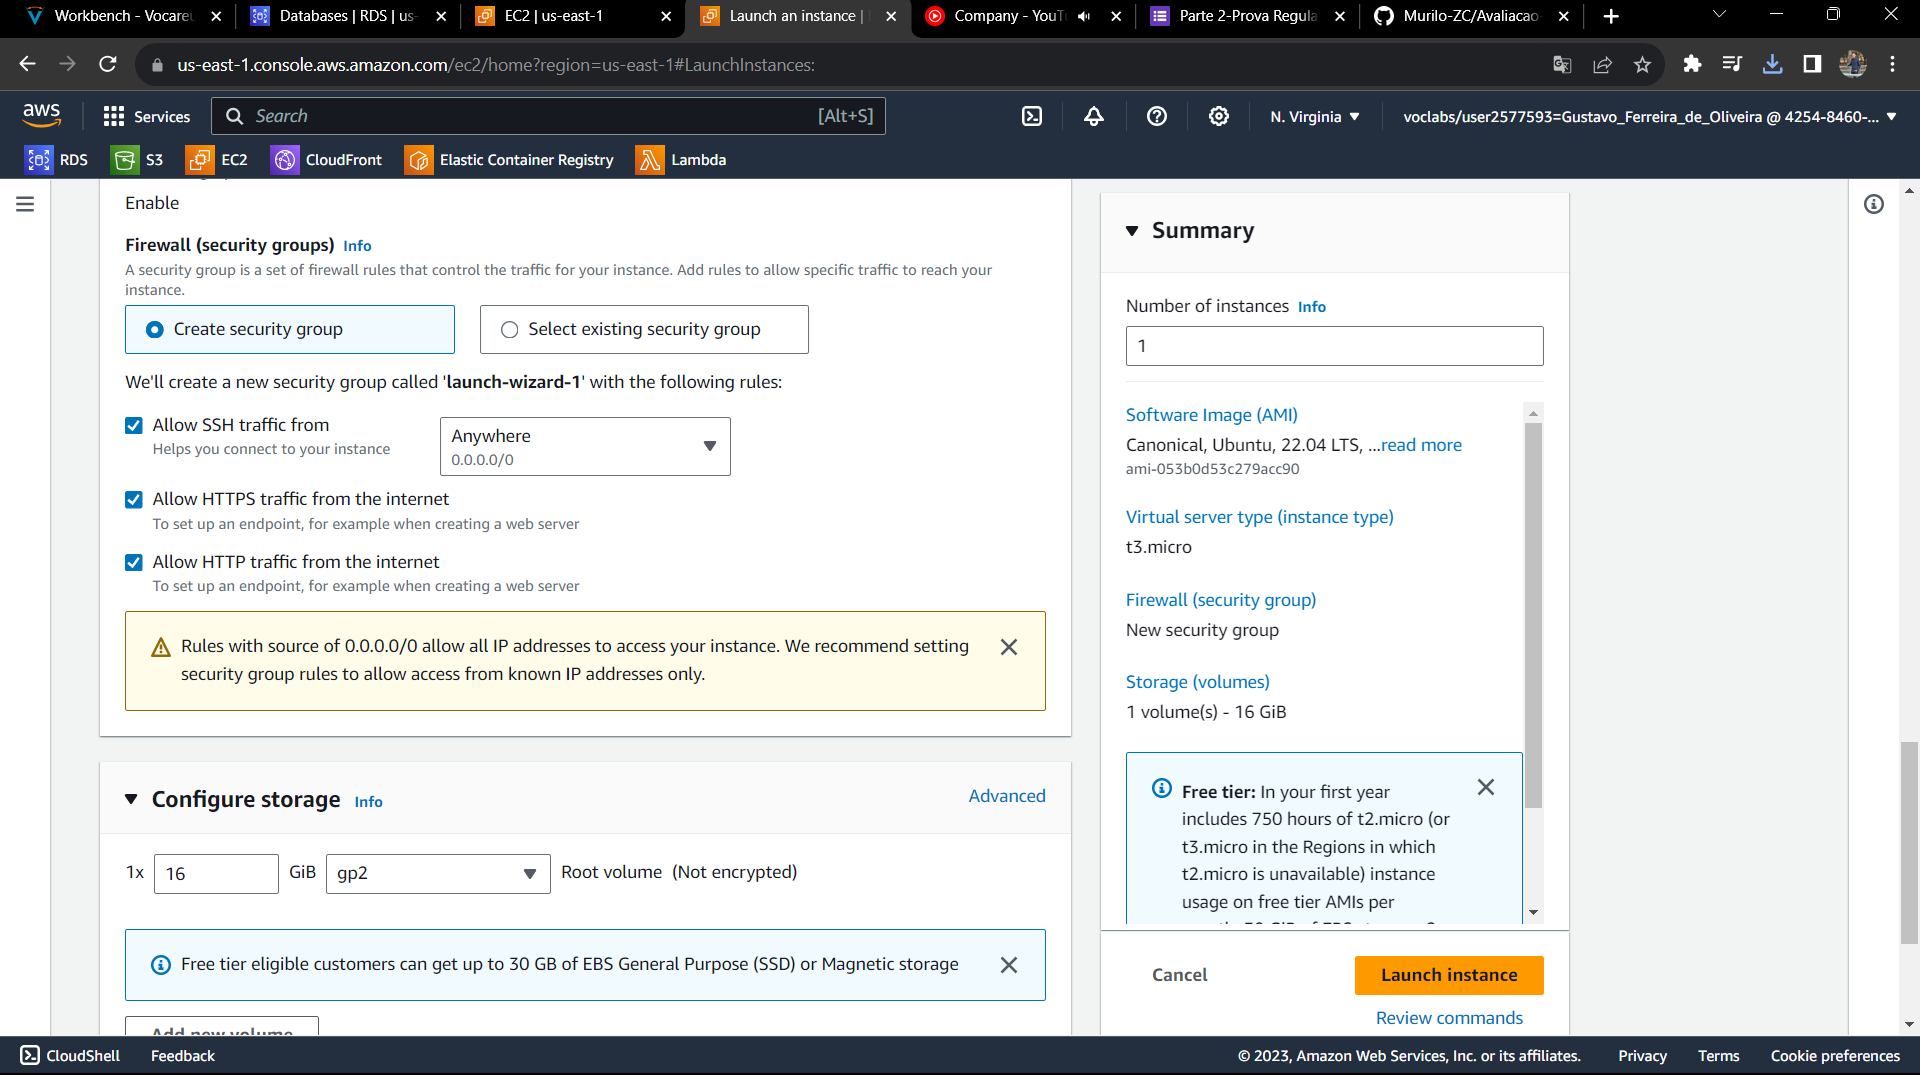 Workbench - Vocareu
Databases | RDS | us-
EC2 | us-east-1
Launch an instance |
Company - YouTu
Parte 2-Prova Regula
Murilo-ZC/Avaliacao-
us-east-1.console.aws.amazon.com/ec2/home?region=us-east-1#LaunchInstances:
aws
Services
Search
[Alt+S]
N. Virginia
voclabs/user2577593=Gustavo_Ferreira_de_Oliveira @ 4254-8460-...
RDS
S3
EC2
CloudFront
Elastic Container Registry
Lambda
Enable
Firewall (security groups) Info
A security group is a set of firewall rules that control the traffic for your instance. Add rules to allow specific traffic to reach your
instance.
Create security group
Select existing security group
We'll create a new security group called 'launch-wizard-1' with the following rules:
Allow SSH traffic from
Helps you connect to your instance
Anywhere
0.0.0.0/0
Allow HTTPS traffic from the internet
To set up an endpoint, for example when creating a web server
Allow HTTP traffic from the internet
To set up an endpoint, for example when creating a web server
Rules with source of 0.0.0.0/0 allow all IP addresses to access your instance. We recommend setting
security group rules to allow access from known IP addresses only.
Configure storage Info
Advanced
1x
16
GiB
gp2
Root volume (Not encrypted)
Free tier eligible customers can get up to 30 GB of EBS General Purpose (SSD) or Magnetic storage
Add new volume
Summary
Number of instances Info
1
Software Image (AMI)
Canonical, Ubuntu, 22.04 LTS, ...read more
ami-053b0d53c279acc90
Virtual server type (instance type)
t3.micro
Firewall (security group)
New security group
Storage (volumes)
1 volume(s) - 16 GiB
Free tier: In your first year
includes 750 hours of t2.micro (or
t3.micro in the Regions in which
t2.micro is unavailable) instance
usage on free tier AMIs per
Cancel
Launch instance
Review commands
CloudShell
Feedback
© 2023, Amazon Web Services, Inc. or its affiliates.
Privacy
Terms
Cookie preferences